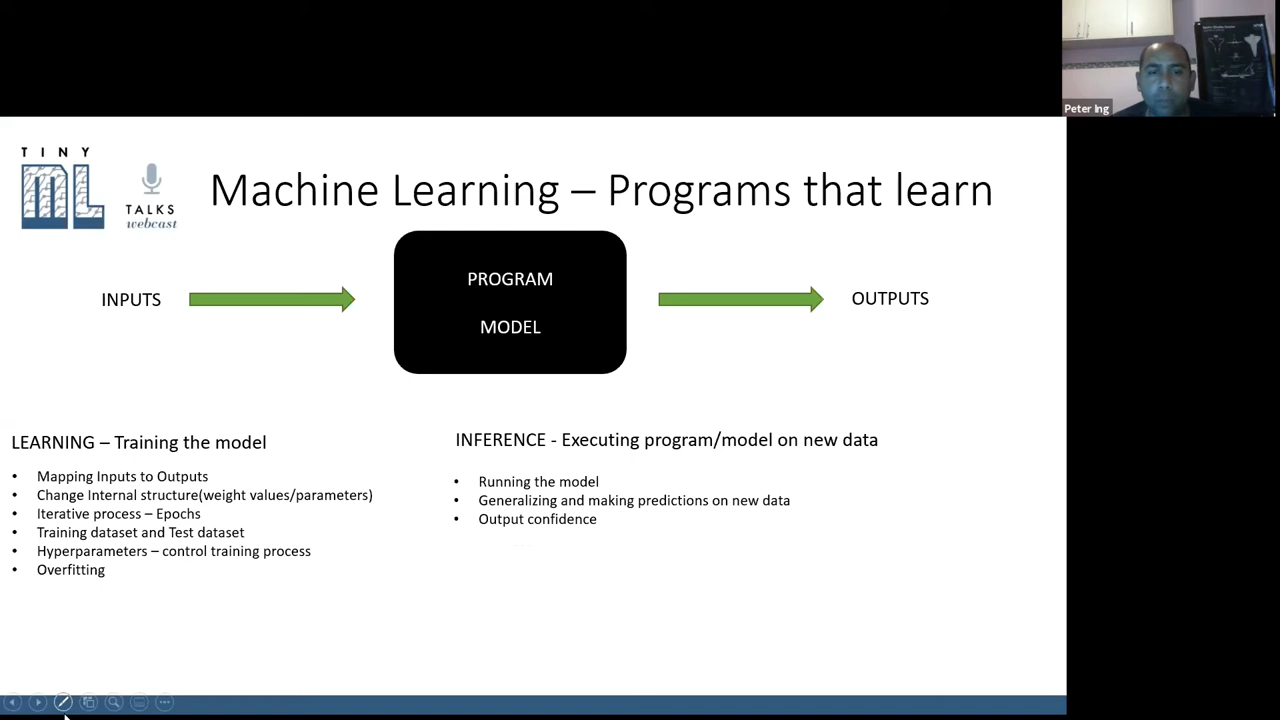 Peter Ing
TINY
ML
TALKS
webcast
Machine Learning – Programs that learn
INPUTS
PROGRAM
MODEL
OUTPUTS
LEARNING – Training the model
• Mapping Inputs to Outputs
• Change Internal structure(weight values/parameters)
• Iterative process – Epochs
• Training dataset and Test dataset
• Hyperparameters – control training process
• Overfitting
INFERENCE - Executing program/model on new data
• Running the model
• Generalizing and making predictions on new data
• Output confidence